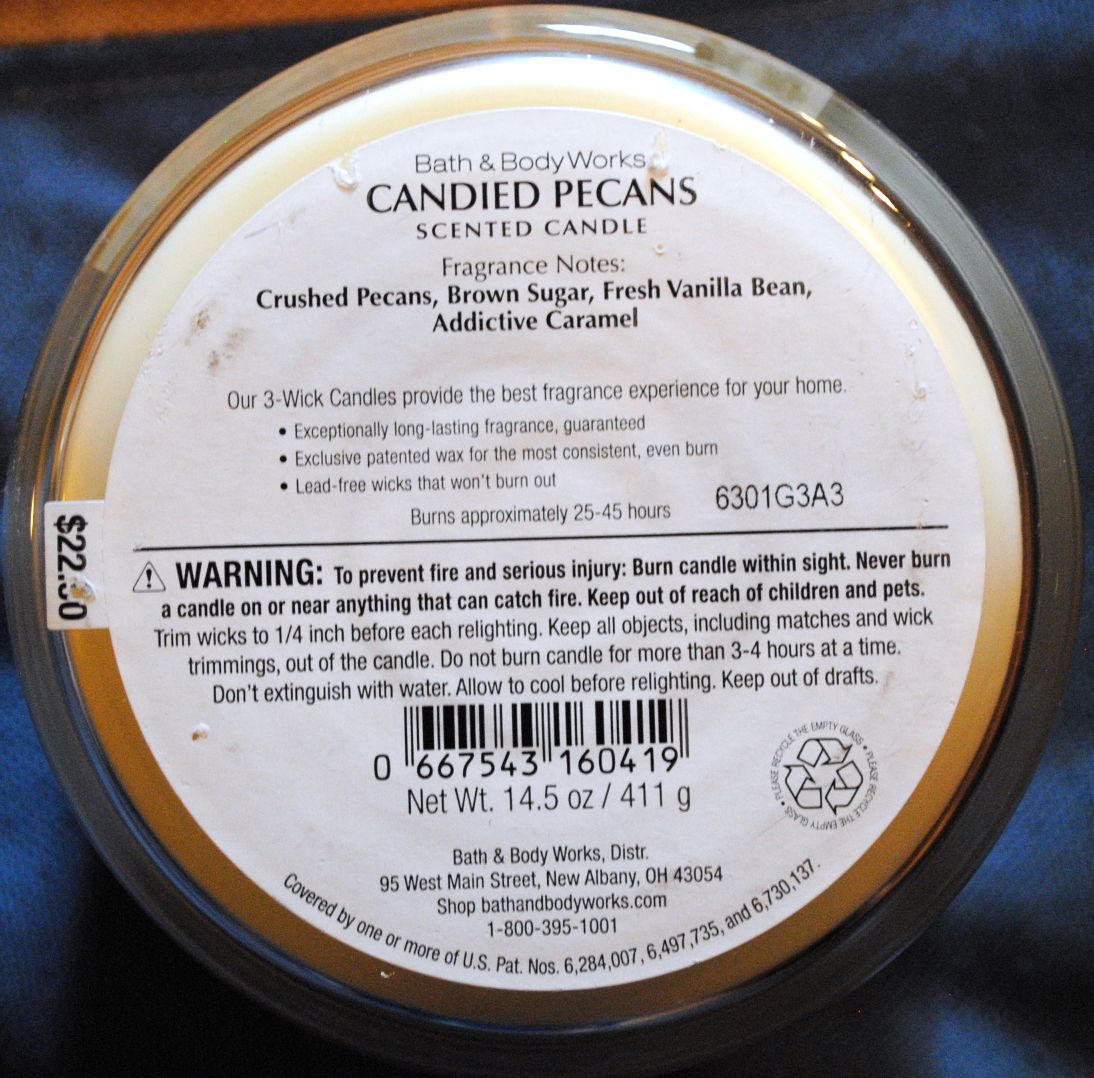 Bath & Body Works
CANDIED PECANS
SCENTED CANDLE
Fragrance Notes:
Crushed Pecans, Brown Sugar, Fresh Vanilla Bean,
Addictive Caramel
Our 3-Wick Candles provide the best fragrance experience for your home.
• Exceptionally long-lasting fragrance, guaranteed
• Exclusive patented wax for the most consistent, even burn
• Lead-free wicks that won't burn out
Burns approximately 25-45 hours
6301G3A3
$22.50
WARNING: To prevent fire and serious injury: Burn candle within sight. Never burn
a candle on or near anything that can catch fire. Keep out of reach of children and pets.
Trim wicks to 1/4 inch before each relighting. Keep all objects, including matches and wick
trimmings, out of the candle. Do not burn candle for more than 3-4 hours at a time.
Don't extinguish with water. Allow to cool before relighting. Keep out of drafts.
0 667543 160419
Net Wt. 14.5 oz / 411 g
• PLEASE RECYCLE THE EMPTY GLASS • PLEASE RECYCLE THE EMPTY GLASS
Bath & Body Works, Distr.
95 West Main Street, New Albany, OH 43054
Shop bathandbodyworks.com
1-800-395-1001
Covered by one or more of U.S. Pat. Nos. 6,284,007, 6,497,735, and 6,730,137.